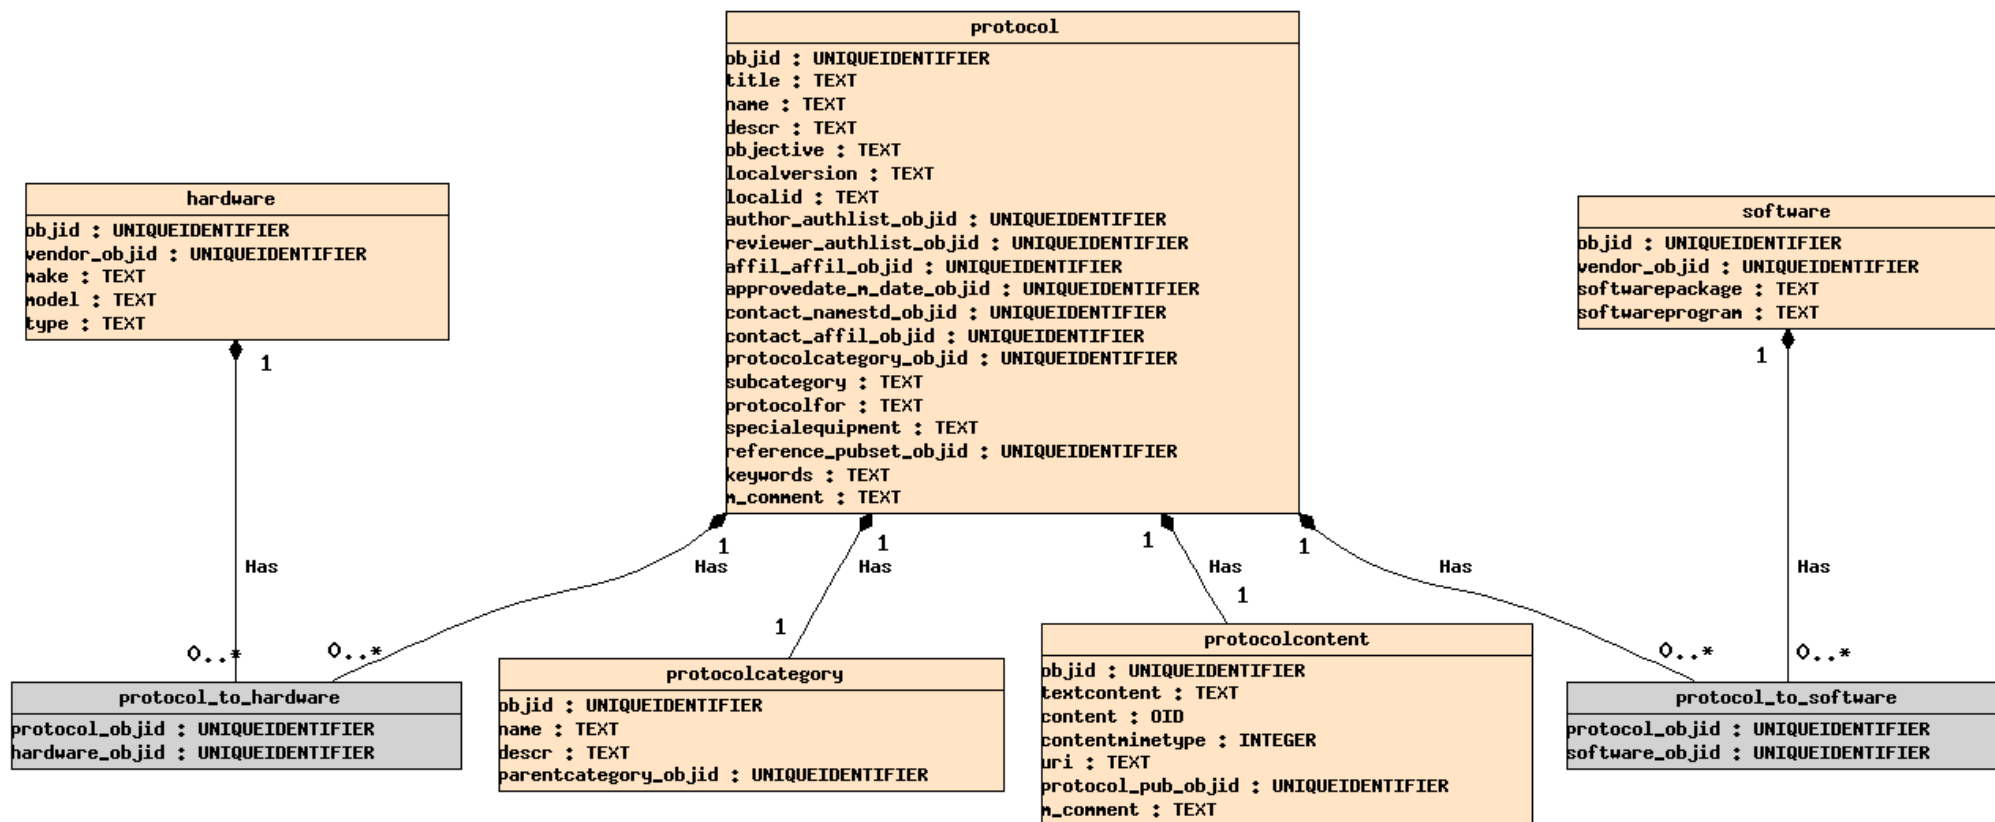 protocol
objid : UNIQUEIDENTIFIER
title : TEXT
name : TEXT
descr : TEXT
objective : TEXT
localversion : TEXT
localid : TEXT
author_authlist_objid : UNIQUEIDENTIFIER
reviewer_authlist_objid : UNIQUEIDENTIFIER
affil_affil_objid : UNIQUEIDENTIFIER
approvedate_m_date_objid : UNIQUEIDENTIFIER
contact_namestd_objid : UNIQUEIDENTIFIER
contact_affil_objid : UNIQUEIDENTIFIER
protocolcategory_objid : UNIQUEIDENTIFIER
subcategory : TEXT
protocolfor : TEXT
specialequipment : TEXT
reference_pubset_objid : UNIQUEIDENTIFIER
keywords : TEXT
m_comment : TEXT
hardware
objid : UNIQUEIDENTIFIER
vendor_objid : UNIQUEIDENTIFIER
make : TEXT
model : TEXT
type : TEXT
software
objid : UNIQUEIDENTIFIER
vendor_objid : UNIQUEIDENTIFIER
softwarepackage : TEXT
softwareprogram : TEXT
1
1
1
1
1
1
Has
Has
Has
Has
Has
Has
1
1
0..*
0..*
0..*
0..*
protocol_to_hardware
protocol_objid : UNIQUEIDENTIFIER
hardware_objid : UNIQUEIDENTIFIER
protocolcategory
objid : UNIQUEIDENTIFIER
name : TEXT
descr : TEXT
parentcategory_objid : UNIQUEIDENTIFIER
protocolcontent
objid : UNIQUEIDENTIFIER
textcontent : TEXT
content : OID
contentmimetype : INTEGER
uri : TEXT
protocol_pub_objid : UNIQUEIDENTIFIER
m_comment : TEXT
protocol_to_software
protocol_objid : UNIQUEIDENTIFIER
software_objid : UNIQUEIDENTIFIER